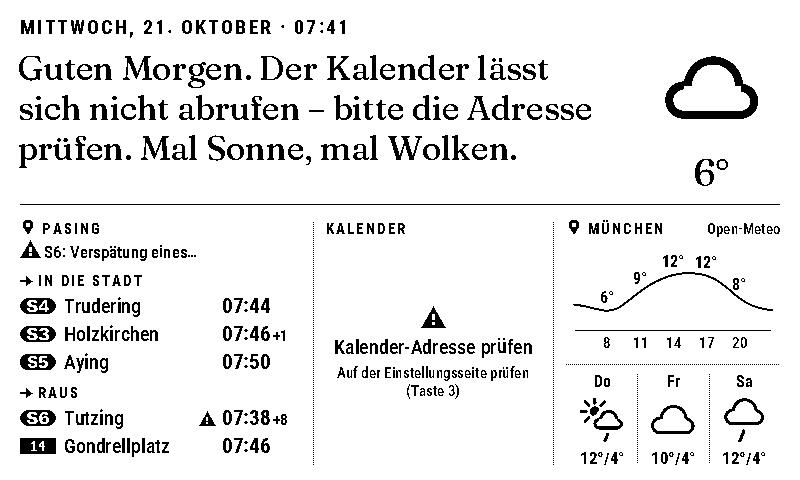 MITTWOCH, 21. OKTOBER · 07:41
Guten Morgen. Der Kalender lässt
sich nicht abrufen – bitte die Adresse
prüfen. Mal Sonne, mal Wolken.
6°
PASING
S6: Verspätung eines…
→ IN DIE STADT
S4 Trudering 07:44
S3 Holzkirchen 07:46 +1
S5 Aying 07:50
→ RAUS
S6 Tutzing 07:38 +8
14 Gondrellplatz 07:46
KALENDER
Kalender-Adresse prüfen
Auf der Einstellungsseite prüfen
(Taste 3)
MÜNCHEN Open-Meteo
6° 9° 12° 12° 8°
8 11 14 17 20
Do Fr Sa
12°/4° 10°/4° 12°/4°